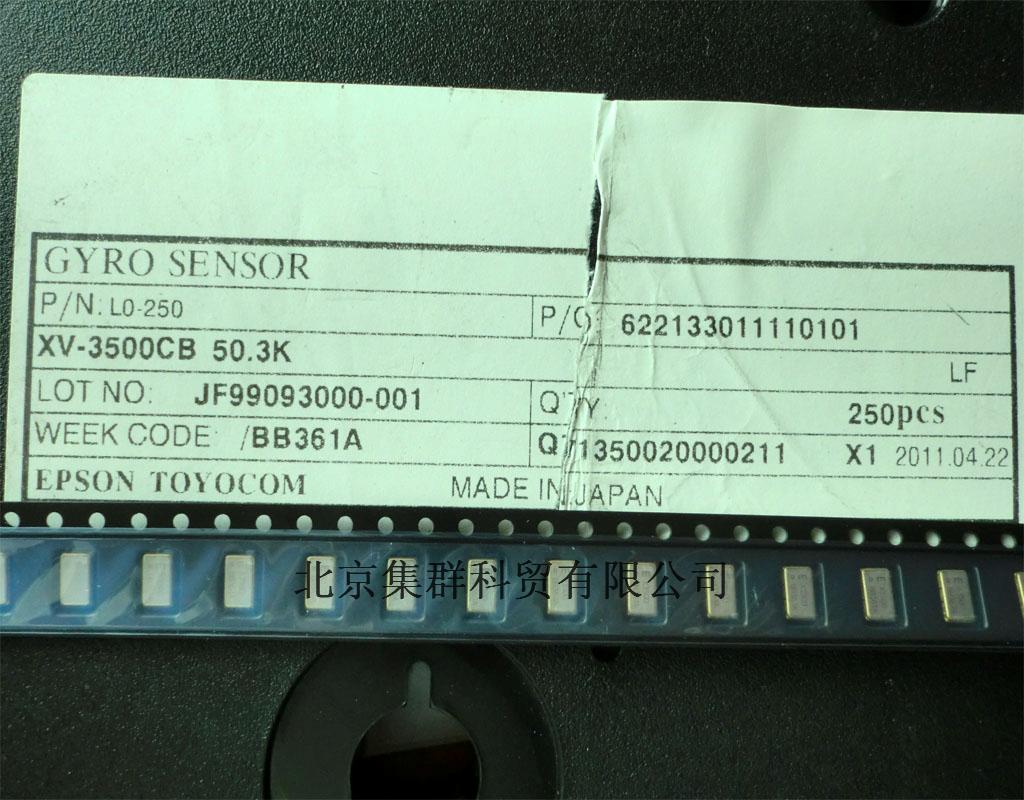 GYRO SENSOR
P/N: L0-250 P/O: 622133011110101
XV-3500CB 50.3K
LF
LOT NO: JF99093000-001 Q'TY: 250pcs
WEEK CODE /BB361A X1 2011.04.22
EPSON TOYOCOM MADE IN JAPAN
北京集群科贸有限公司